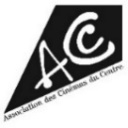 ACC
Association des Cinémas du Centre